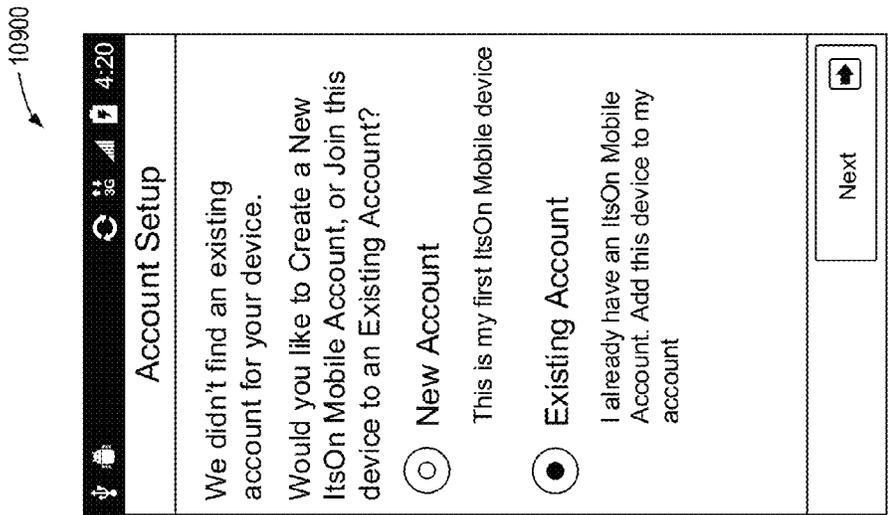 10900
3G 4:20
Account Setup
We didn't find an existing
account for your device.
Would you like to Create a New
ItsOn Mobile Account, or Join this
device to an Existing Account?
New Account
This is my first ItsOn Mobile device
Existing Account
I already have an ItsOn Mobile
Account. Add this device to my
account
Next